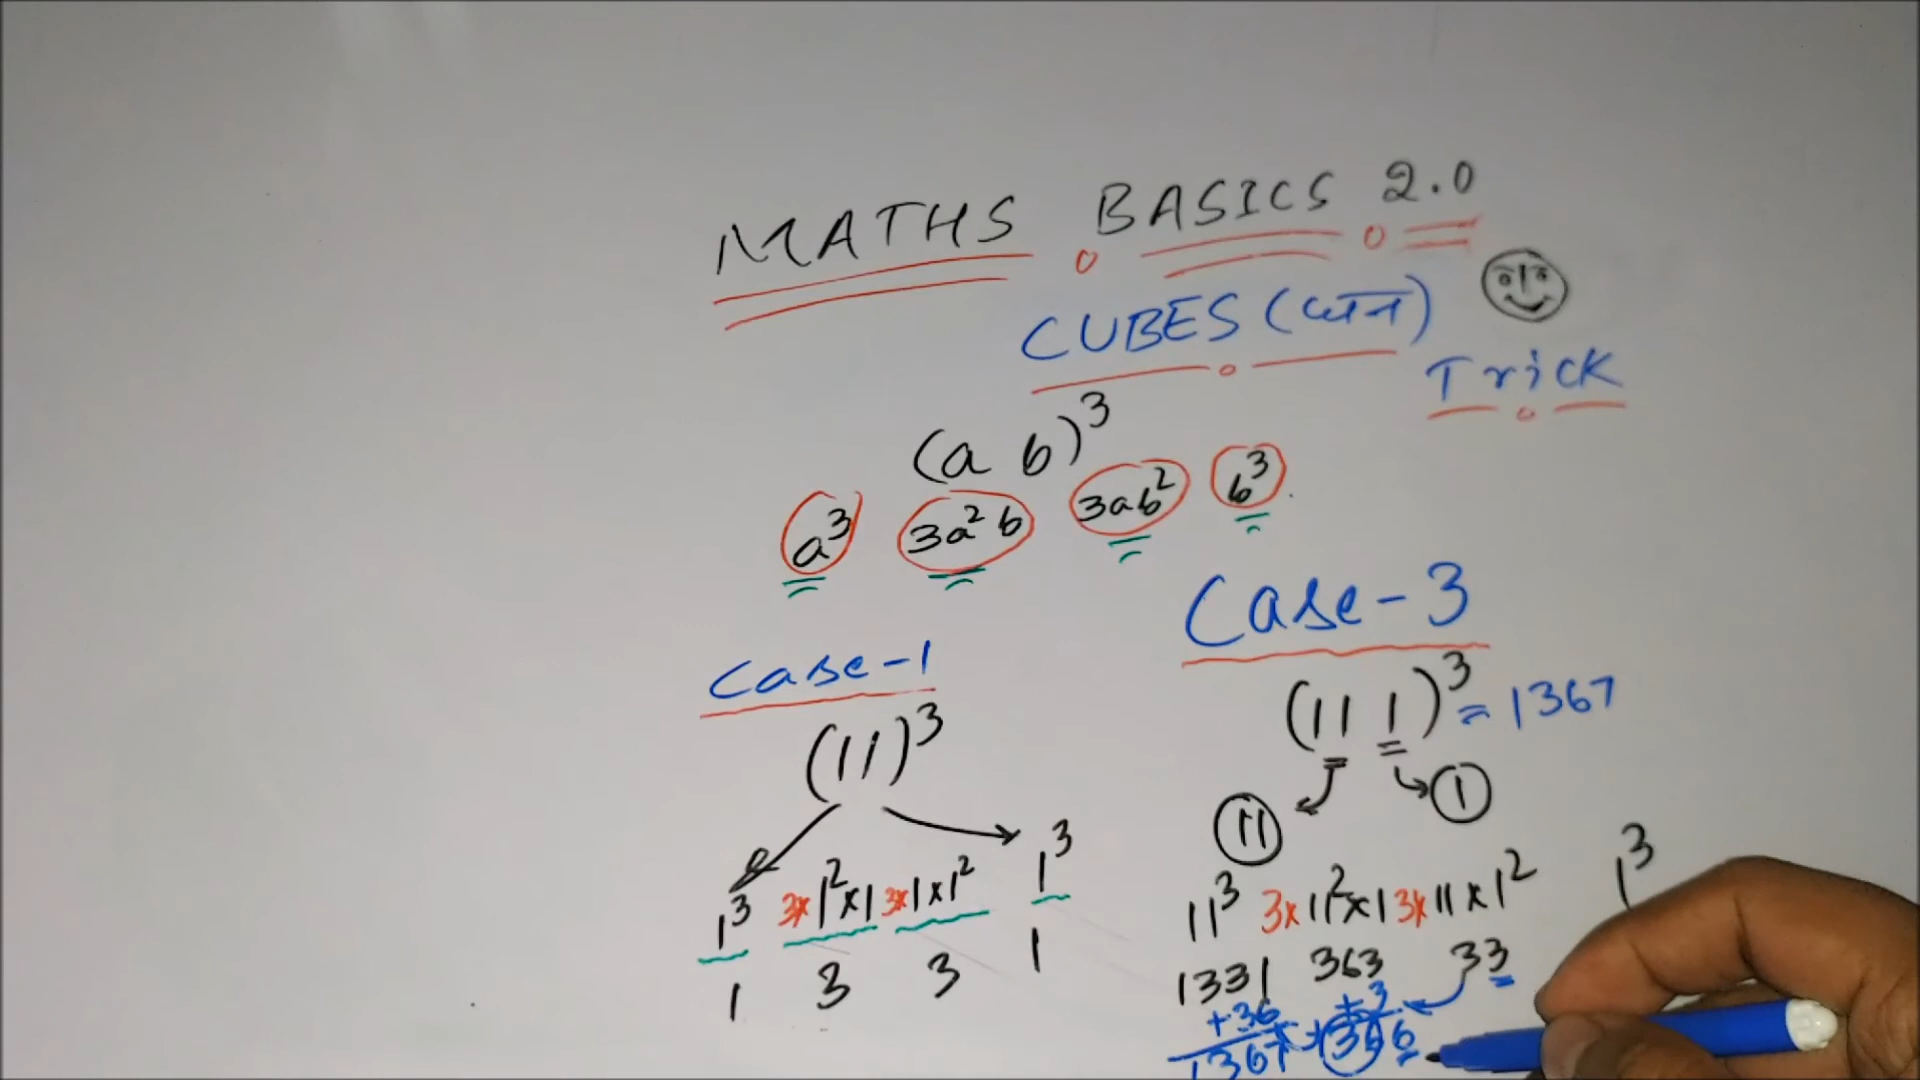 MATHS BASICS 2.0
CUBES (घन)
Trick
(a b)³
a³ 3a²b 3ab² b³
Case-1
(11)³
1³ 3×1²×1 3×1×1² 1³
1 3 3 1
Case-3
(11 1)³ = 1367
11 1
11³ 3×11²×1 3×11×1² 1³
1331 363 33
+36 +3
1367 366